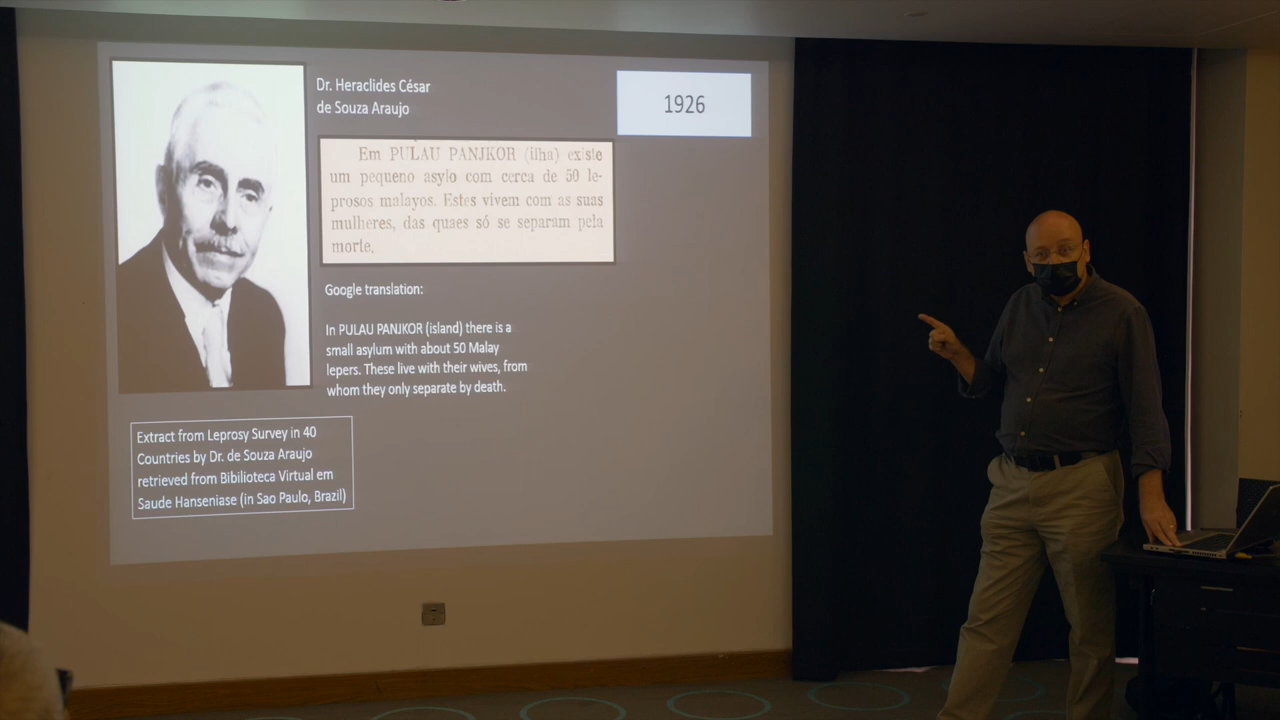 Dr. Heraclides César
de Souza Araujo
1926
Em PULAU PANJKOR (ilha) existe
um pequeno asylo com cerca de 50 le-
prosos malayos. Estes vivem com as suas
mulheres, das quaes só se separam pela
morte.
Google translation:
In PULAU PANJKOR (island) there is a
small asylum with about 50 Malay
lepers. These live with their wives, from
whom they only separate by death.
Extract from Leprosy Survey in 40
Countries by Dr. de Souza Araujo
retrieved from Bibilioteca Virtual em
Saude Hanseniase (in Sao Paulo, Brazil)